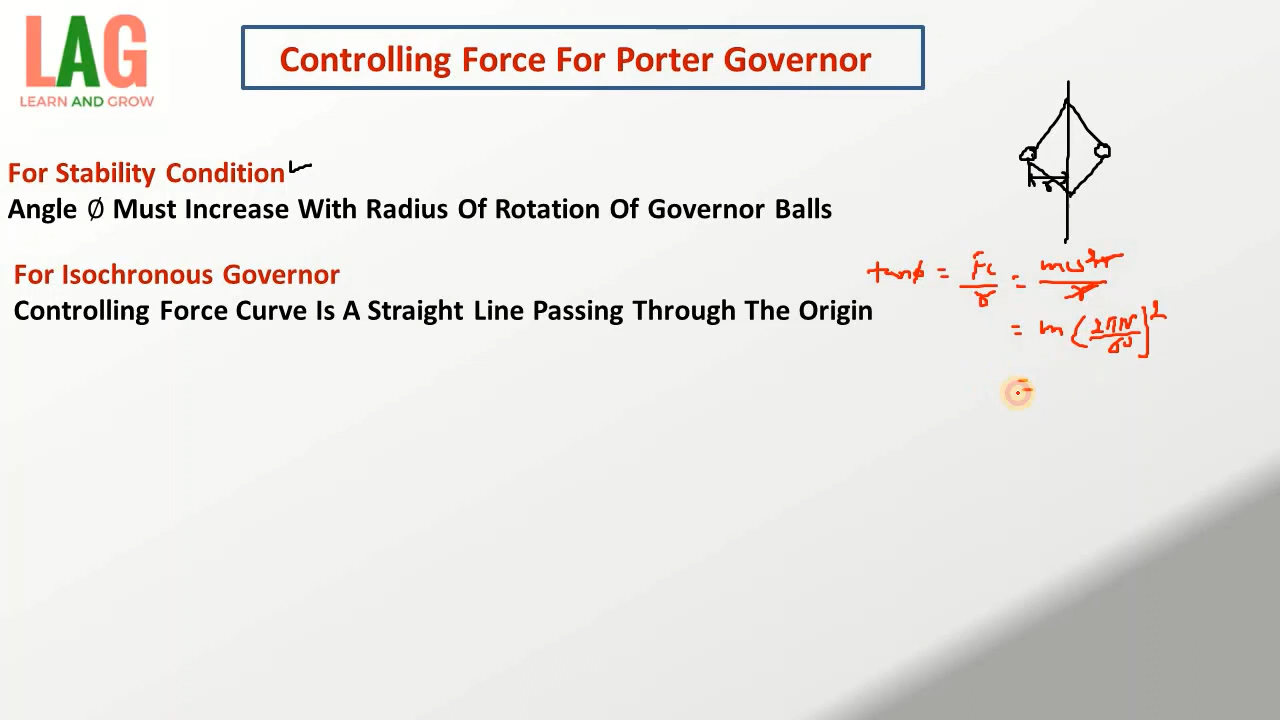 LAG
LEARN AND GROW
Controlling Force For Porter Governor
For Stability Condition
Angle Ø Must Increase With Radius Of Rotation Of Governor Balls
r
For Isochronous Governor
Controlling Force Curve Is A Straight Line Passing Through The Origin
tanϕ = Fc/r = mω²r/r
= m (2πN/60)²
=